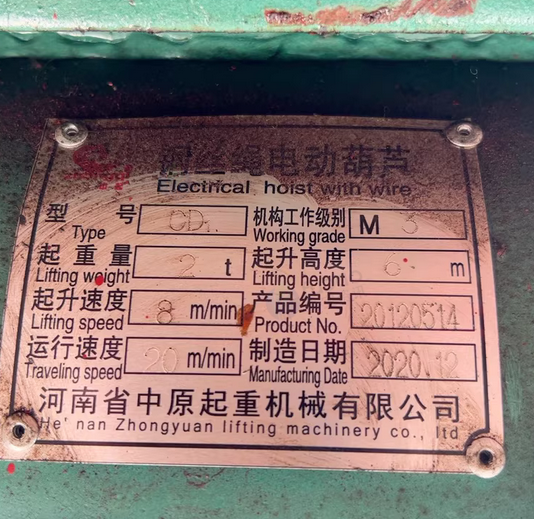 钢丝绳电动葫芦
Electrical hoist with wire
型 号 CD₁ 机构工作级别 M 3
Type Working grade
起重量 2 t 起升高度 6 m
Lifting weight Lifting height
起升速度 8 m/min 产品编号 20120514
Lifting speed Product No.
运行速度 20 m/min 制造日期 2020.12
Traveling speed Manufacturing Date
河南省中原起重机械有限公司
He' nan Zhongyuan lifting machinery co., ltd